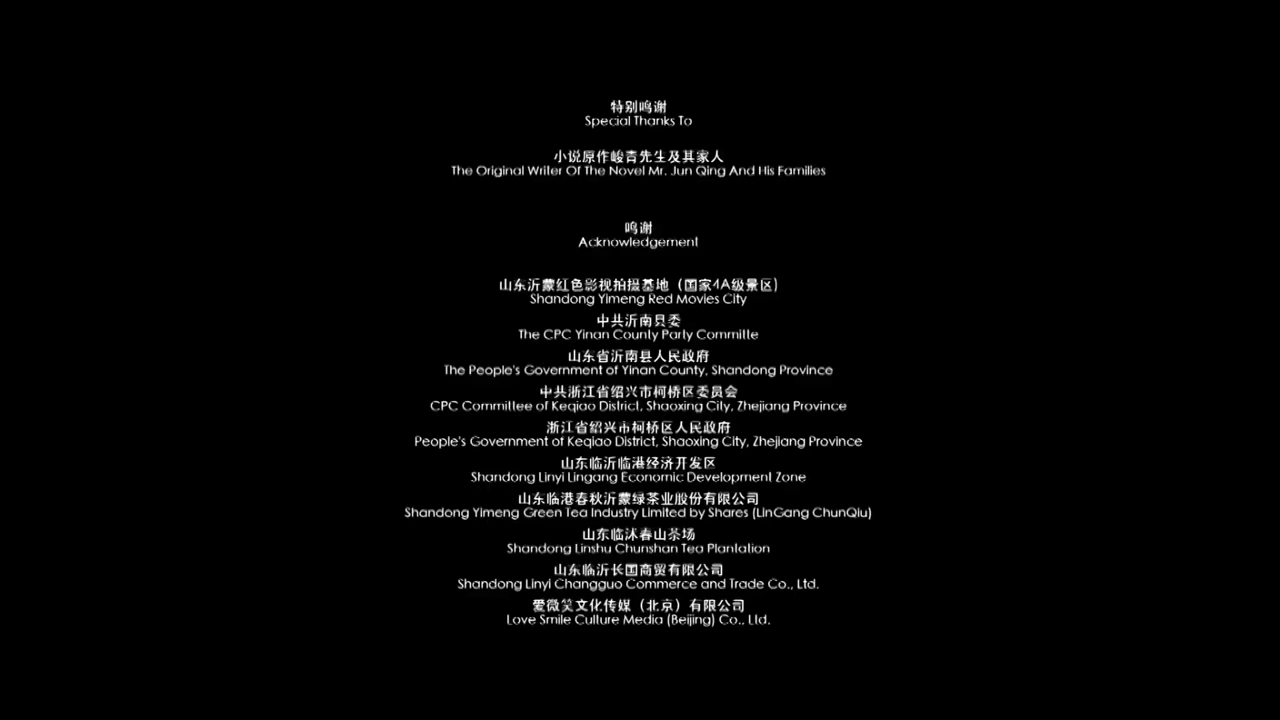 特别鸣谢
Special Thanks To
小说原作峻青先生及其家人
The Original Writer Of The Novel Mr. Jun Qing And His Families
鸣谢
Acknowledgement
山东沂蒙红色影视拍摄基地（国家4A级景区）
Shandong Yimeng Red Movies City
中共沂南县委
The CPC Yinan County Party Committe
山东省沂南县人民政府
The People's Government of Yinan County, Shandong Province
中共浙江省绍兴市柯桥区委员会
CPC Committee of Keqiao District, Shaoxing City, Zhejiang Province
浙江省绍兴市柯桥区人民政府
People's Government of Keqiao District, Shaoxing City, Zhejiang Province
山东临沂临港经济开发区
Shandong Linyi Lingang Economic Development Zone
山东临港春秋沂蒙绿茶业股份有限公司
Shandong Yimeng Green Tea Industry Limited by Shares (LinGang ChunQiu)
山东临沭春山茶场
Shandong Linshu Chunshan Tea Plantation
山东临沂长国商贸有限公司
Shandong Linyi Changguo Commerce and Trade Co., Ltd.
爱微笑文化传媒（北京）有限公司
Love Smile Culture Media (Beijing) Co., Ltd.